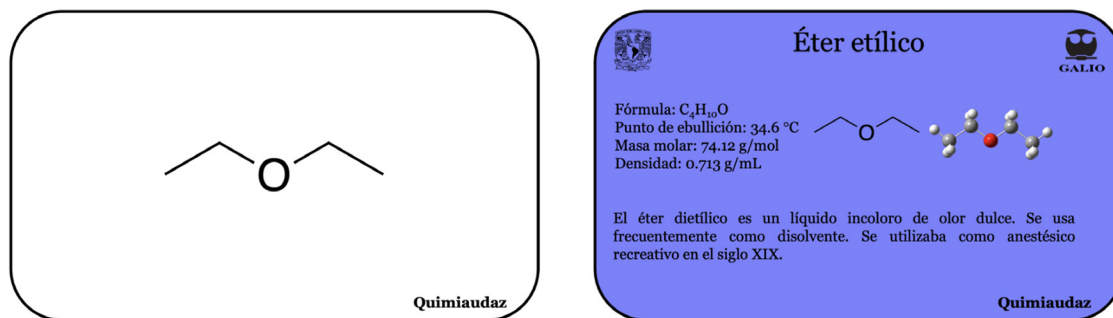 O
Quimiaudaz
Éter etílico
GALIO
Fórmula: C₄H₁₀O
Punto de ebullición: 34.6 °C
Masa molar: 74.12 g/mol
Densidad: 0.713 g/mL
O
El éter dietílico es un líquido incoloro de olor dulce. Se usa
frecuentemente como disolvente. Se utilizaba como anestésico
recreativo en el siglo XIX.
Quimiaudaz